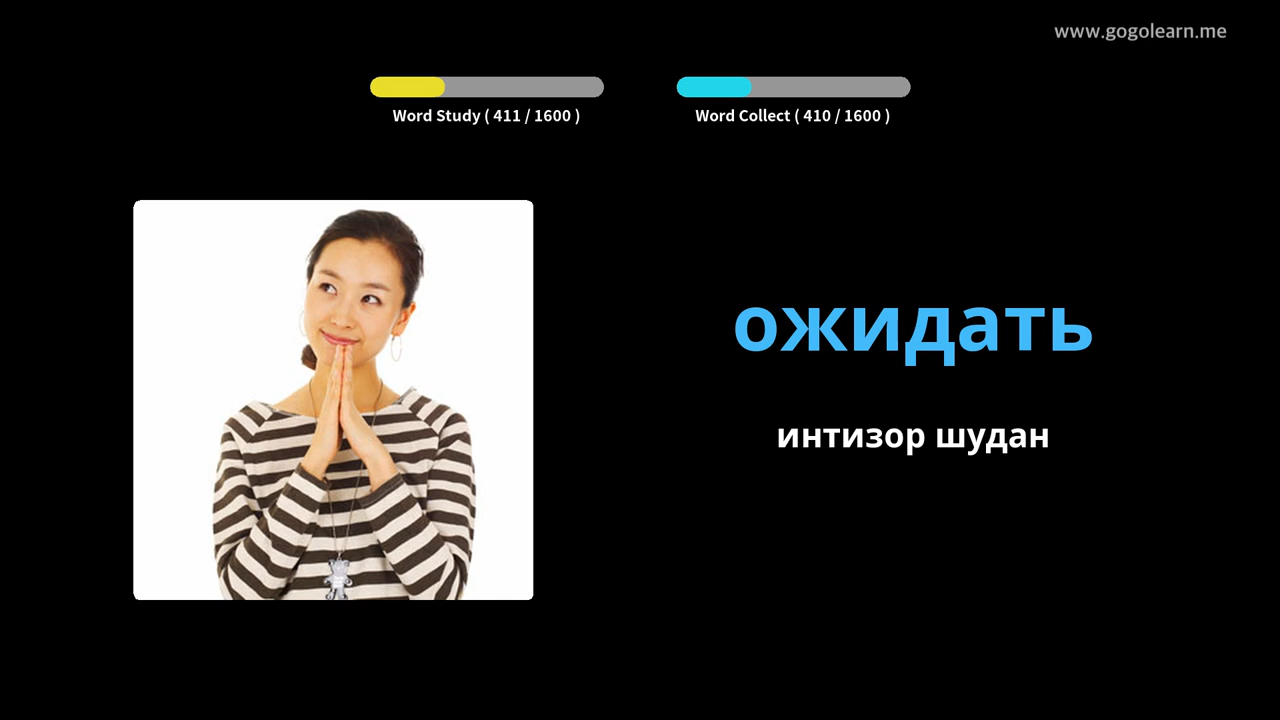 www.gogolearn.me
Word Study ( 411 / 1600 )
Word Collect ( 410 / 1600 )
ожидать
интизор шудан